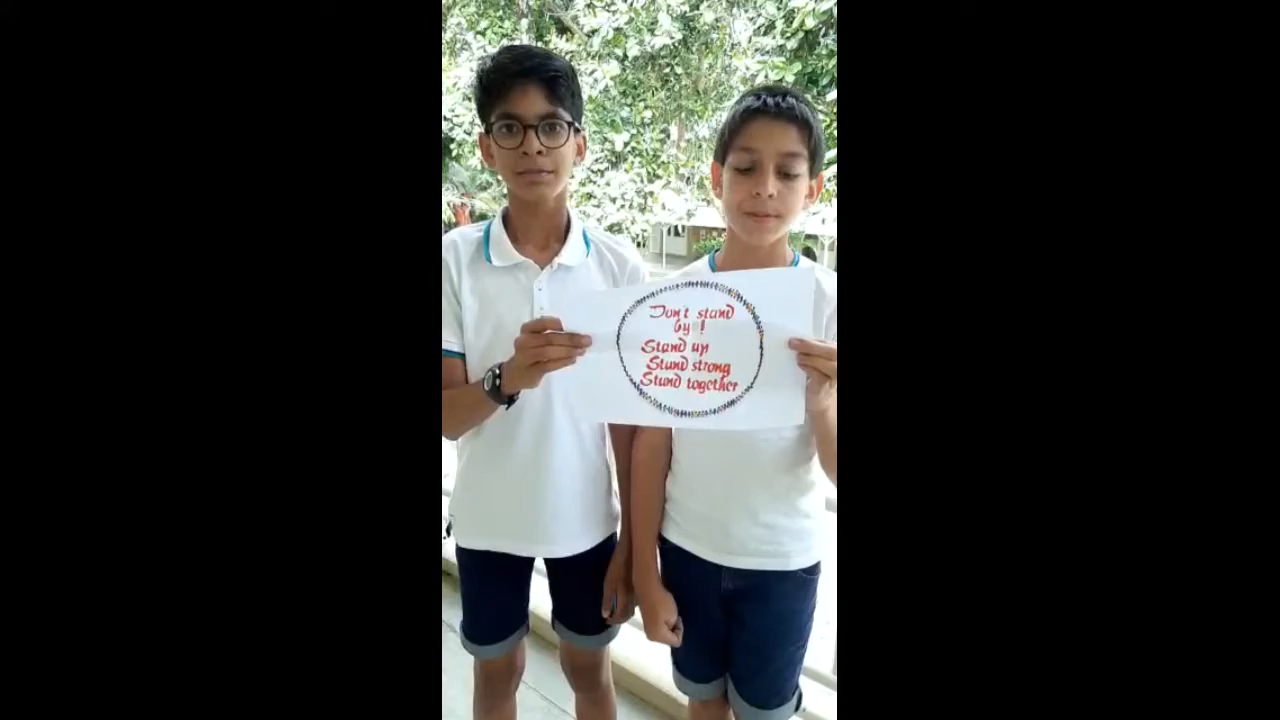 Don't stand
by !
Stand up
Stand strong
Stand together